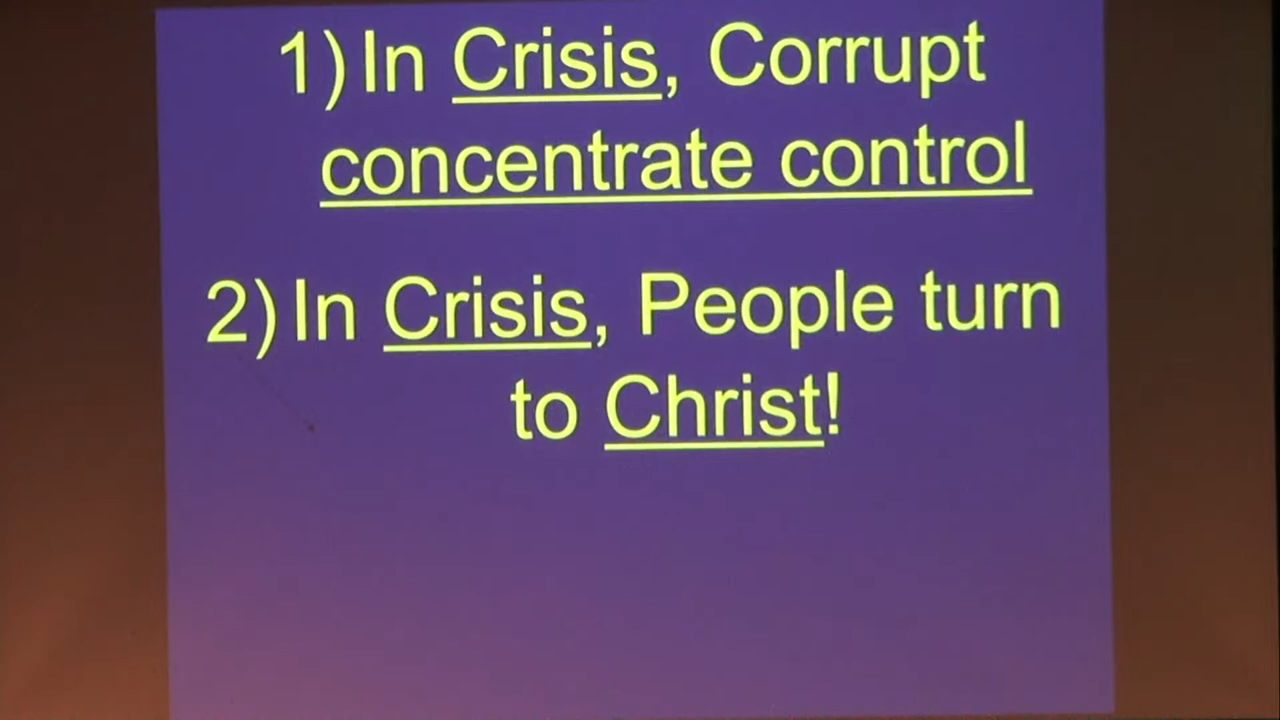 1) In Crisis, Corrupt
concentrate control
2) In Crisis, People turn
to Christ!